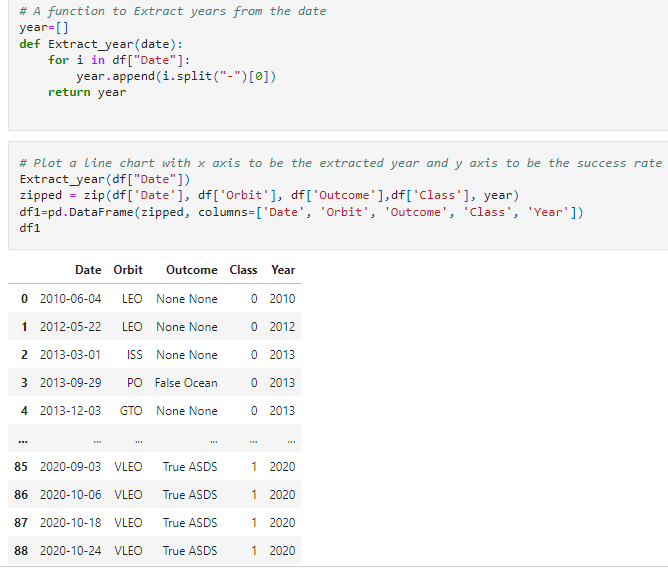 # A function to Extract years from the date
year=[]
def Extract_year(date):
    for i in df["Date"]:
        year.append(i.split("-")[0])
    return year
# Plot a line chart with x axis to be the extracted year and y axis to be the success rate
Extract_year(df["Date"])
zipped = zip(df['Date'], df['Orbit'], df['Outcome'],df['Class'], year)
df1=pd.DataFrame(zipped, columns=['Date', 'Orbit', 'Outcome', 'Class', 'Year'])
df1
Date Orbit Outcome Class Year
0 2010-06-04 LEO None None 0 2010
1 2012-05-22 LEO None None 0 2012
2 2013-03-01 ISS None None 0 2013
3 2013-09-29 PO False Ocean 0 2013
4 2013-12-03 GTO None None 0 2013
... ... ... ... ... ...
85 2020-09-03 VLEO True ASDS 1 2020
86 2020-10-06 VLEO True ASDS 1 2020
87 2020-10-18 VLEO True ASDS 1 2020
88 2020-10-24 VLEO True ASDS 1 2020